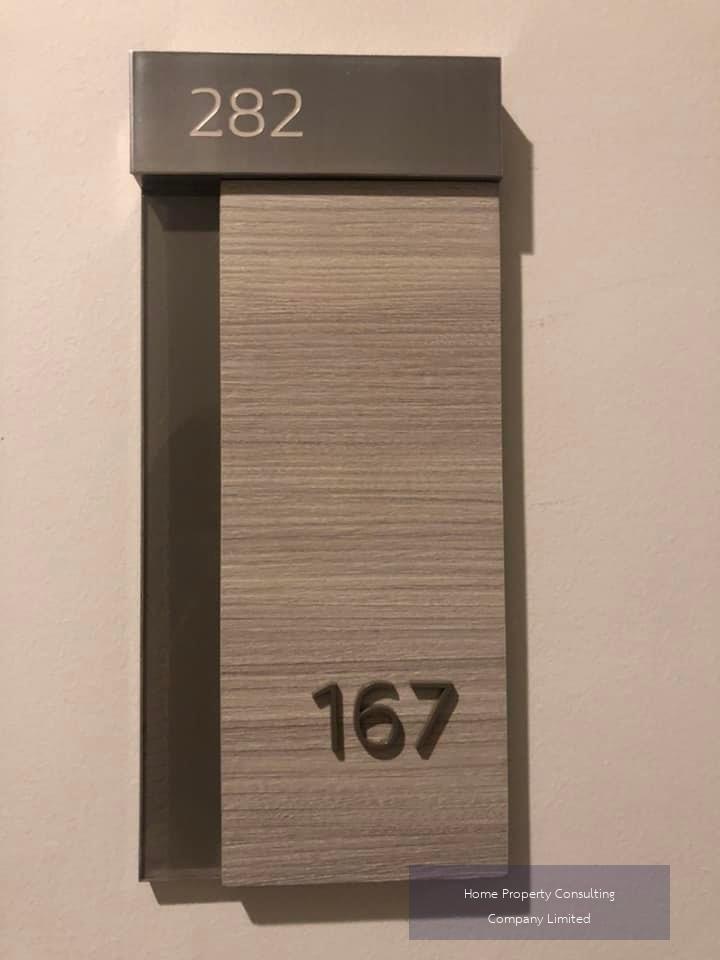 282
167
Home Property Consulting
Company Limited